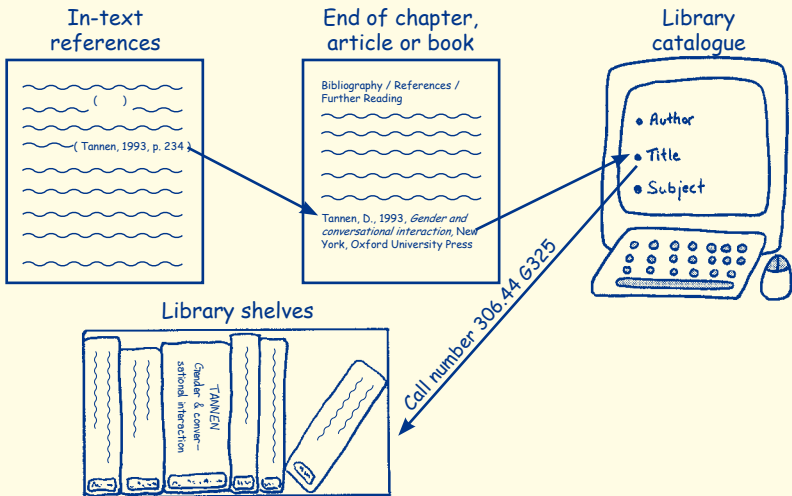 In-text
references
( )
( Tannen, 1993, p. 234 )
End of chapter,
article or book
Bibliography / References /
Further Reading
Tannen, D., 1993, Gender and
conversational interaction, New
York, Oxford University Press
Library
catalogue
• Author
• Title
• Subject
Call number 306.44 G325
Library shelves
TANNEN
Gender & conver-
sational interaction